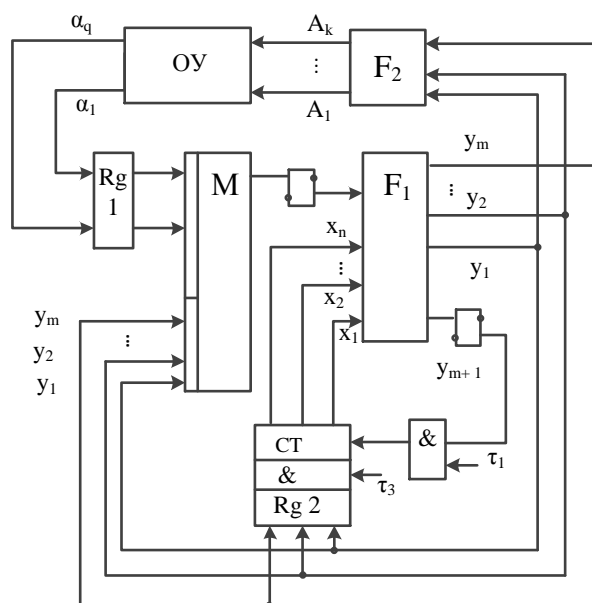 α_q
ОУ
A_k
⋮
A_1
F_2
α_1
Rg
1
M
F_1
y_m
⋮
y_2
y_1
x_n
⋮
x_2
x_1
y_m
⋮
y_2
y_1
y_{m+1}
CT
&
Rg 2
τ_3
&
τ_1